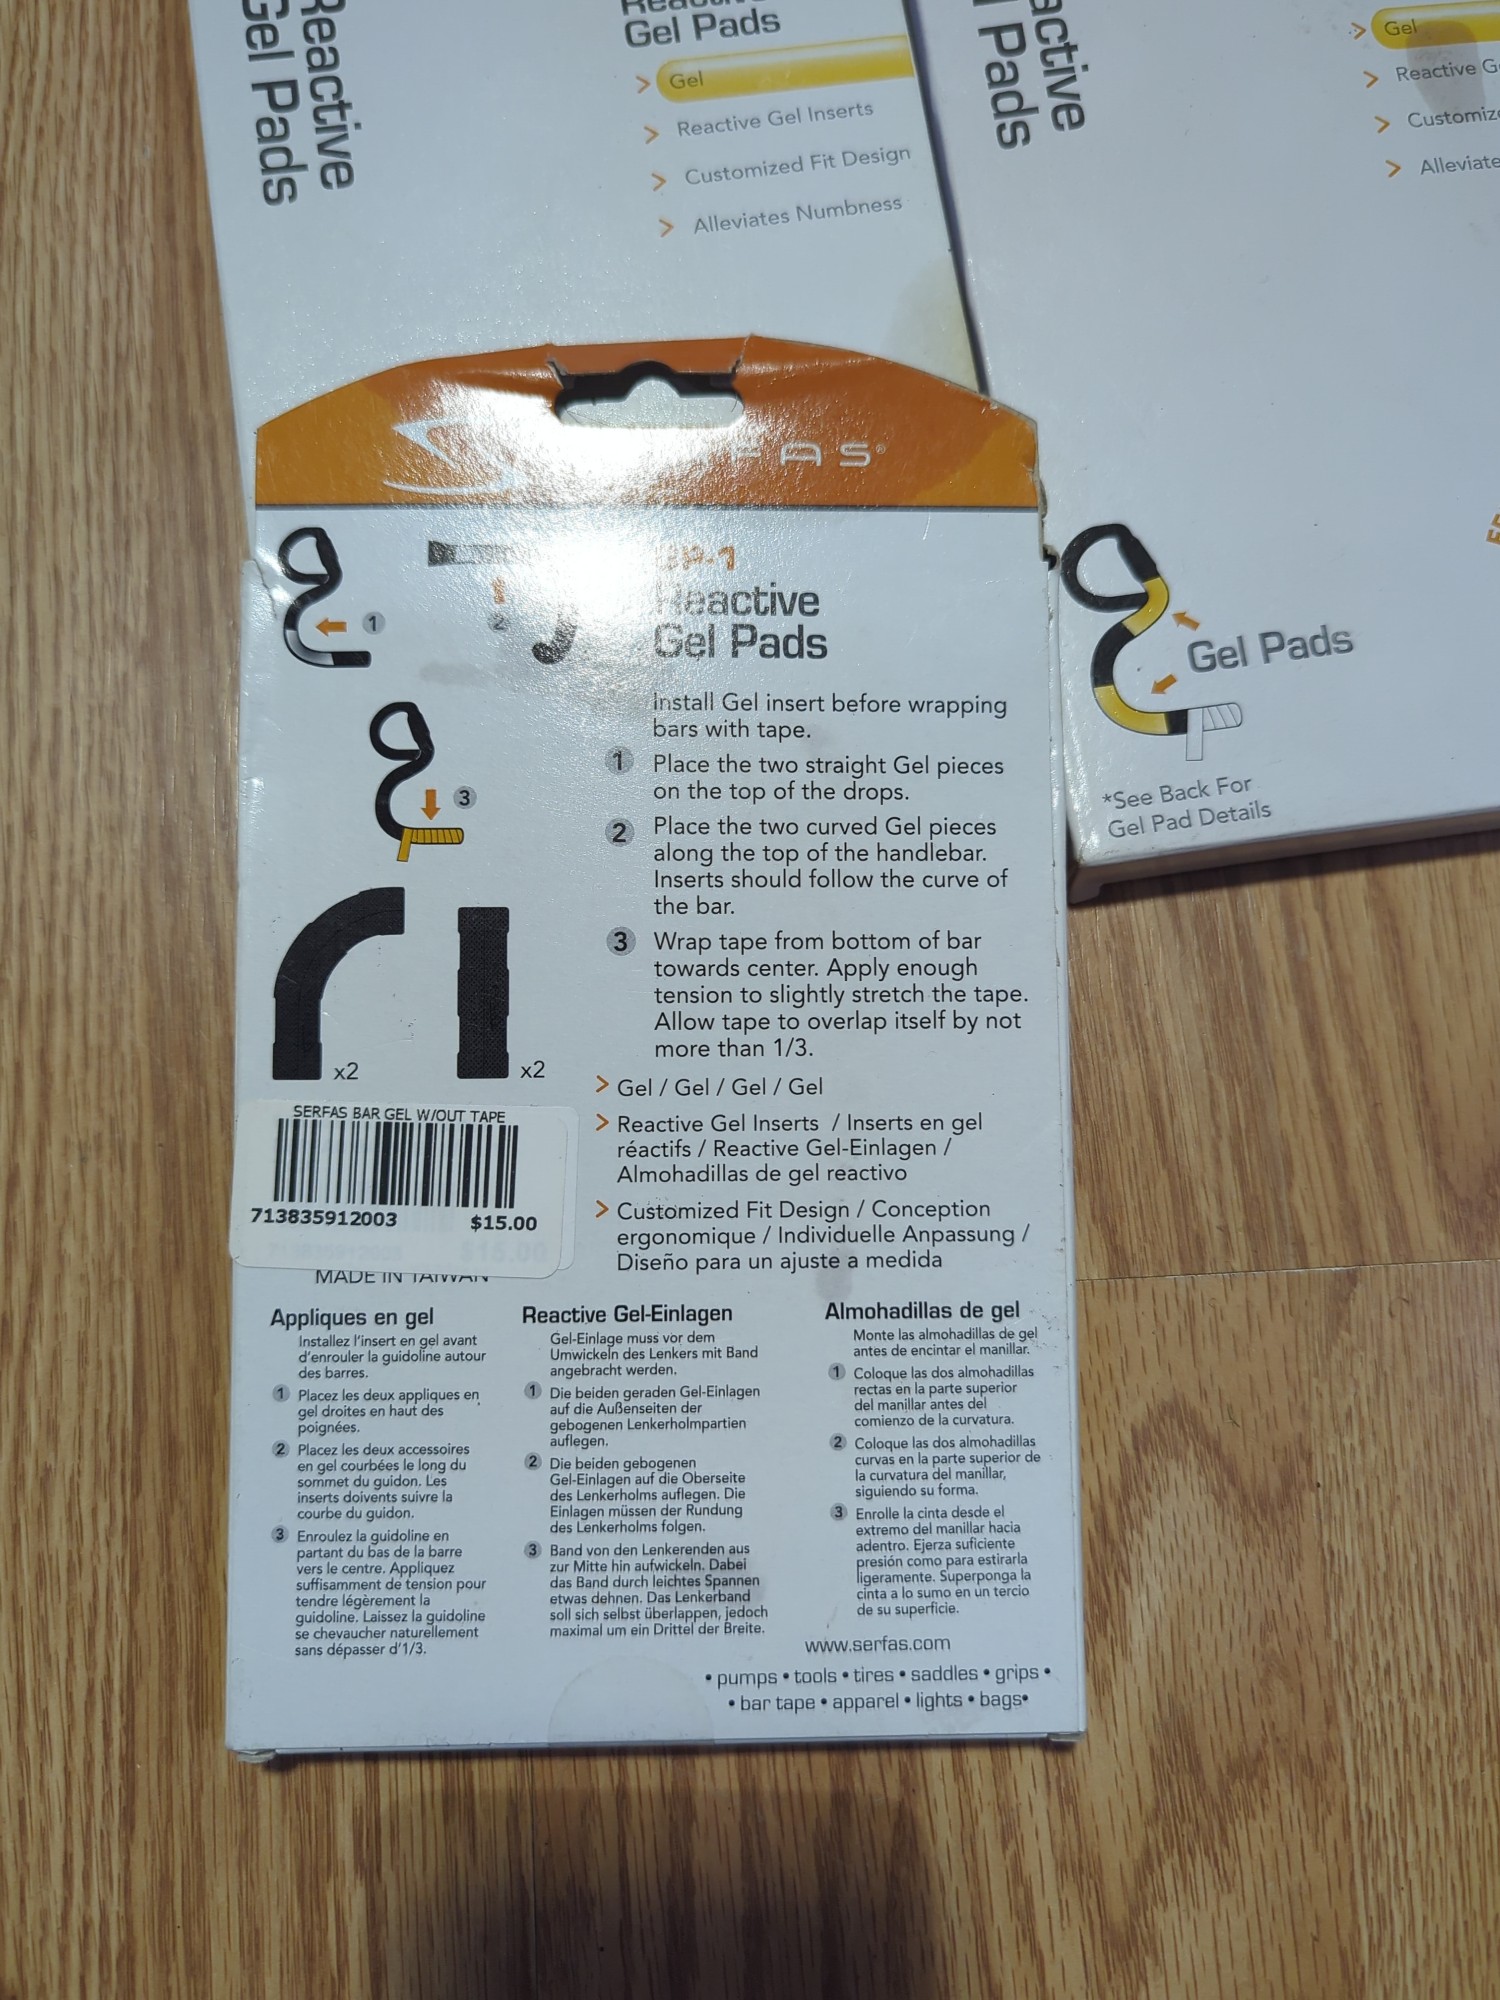 Reactive
Gel Pads
Gel Pads
Gel
Reactive Gel Inserts
Customized Fit Design
Alleviates Numbness
Pads
Gel
Reactive
Gel Pads
*See Back For
Gel Pad Details
Reactive
Gel Pads
Install Gel insert before wrapping
bars with tape.
1 Place the two straight Gel pieces
on the top of the drops.
2 Place the two curved Gel pieces
along the top of the handlebar.
Inserts should follow the curve of
the bar.
3 Wrap tape from bottom of bar
towards center. Apply enough
tension to slightly stretch the tape.
Allow tape to overlap itself by not
more than 1/3.
1
2
3
x2
x2
> Gel / Gel / Gel / Gel
> Reactive Gel Inserts / Inserts en gel
réactifs / Reactive Gel-Einlagen /
Almohadillas de gel reactivo
> Customized Fit Design / Conception
ergonomique / Individuelle Anpassung /
Diseño para un ajuste a medida
SERFAS BAR GEL W/OUT TAPE
713835912003 $15.00
MADE IN TAIWAN
Appliques en gel
Installez l'insert en gel avant
d'enrouler la guidoline autour
des barres.
1 Placez les deux appliques en
gel droites en haut des
poignées.
2 Placez les deux accessoires
en gel courbées le long du
sommet du guidon. Les
inserts doivents suivre la
courbe du guidon.
3 Enroulez la guidoline en
partant du bas de la barre
vers le centre. Appliquez
suffisamment de tension pour
tendre légèrement la
guidoline. Laissez la guidoline
se chevaucher naturellement
sans dépasser d'1/3.
Reactive Gel-Einlagen
Gel-Einlage muss vor dem
Umwickeln des Lenkers mit Band
angebracht werden.
1 Die beiden geraden Gel-Einlagen
auf die Außenseiten der
gebogenen Lenkerholmpartien
auflegen.
2 Die beiden gebogenen
Gel-Einlagen auf die Oberseite
des Lenkerholms auflegen. Die
Einlagen müssen der Rundung
des Lenkerholms folgen.
3 Band von den Lenkerenden aus
zur Mitte hin aufwickeln. Dabei
das Band durch leichtes Spannen
etwas dehnen. Das Lenkerband
soll sich selbst überlappen, jedoch
maximal um ein Drittel der Breite.
Almohadillas de gel
Monte las almohadillas de gel
antes de encintar el manillar.
1 Coloque las dos almohadillas
rectas en la parte superior
del manillar antes del
comienzo de la curvatura.
2 Coloque las dos almohadillas
curvas en la parte superior de
la curvatura del manillar,
siguiendo su forma.
3 Enrolle la cinta desde el
extremo del manillar hacia
adentro. Ejerza suficiente
presión como para estirarla
ligeramente. Superponga la
cinta a lo sumo en un tercio
de su superficie.
www.serfas.com
• pumps • tools • tires • saddles • grips •
• bar tape • apparel • lights • bags•